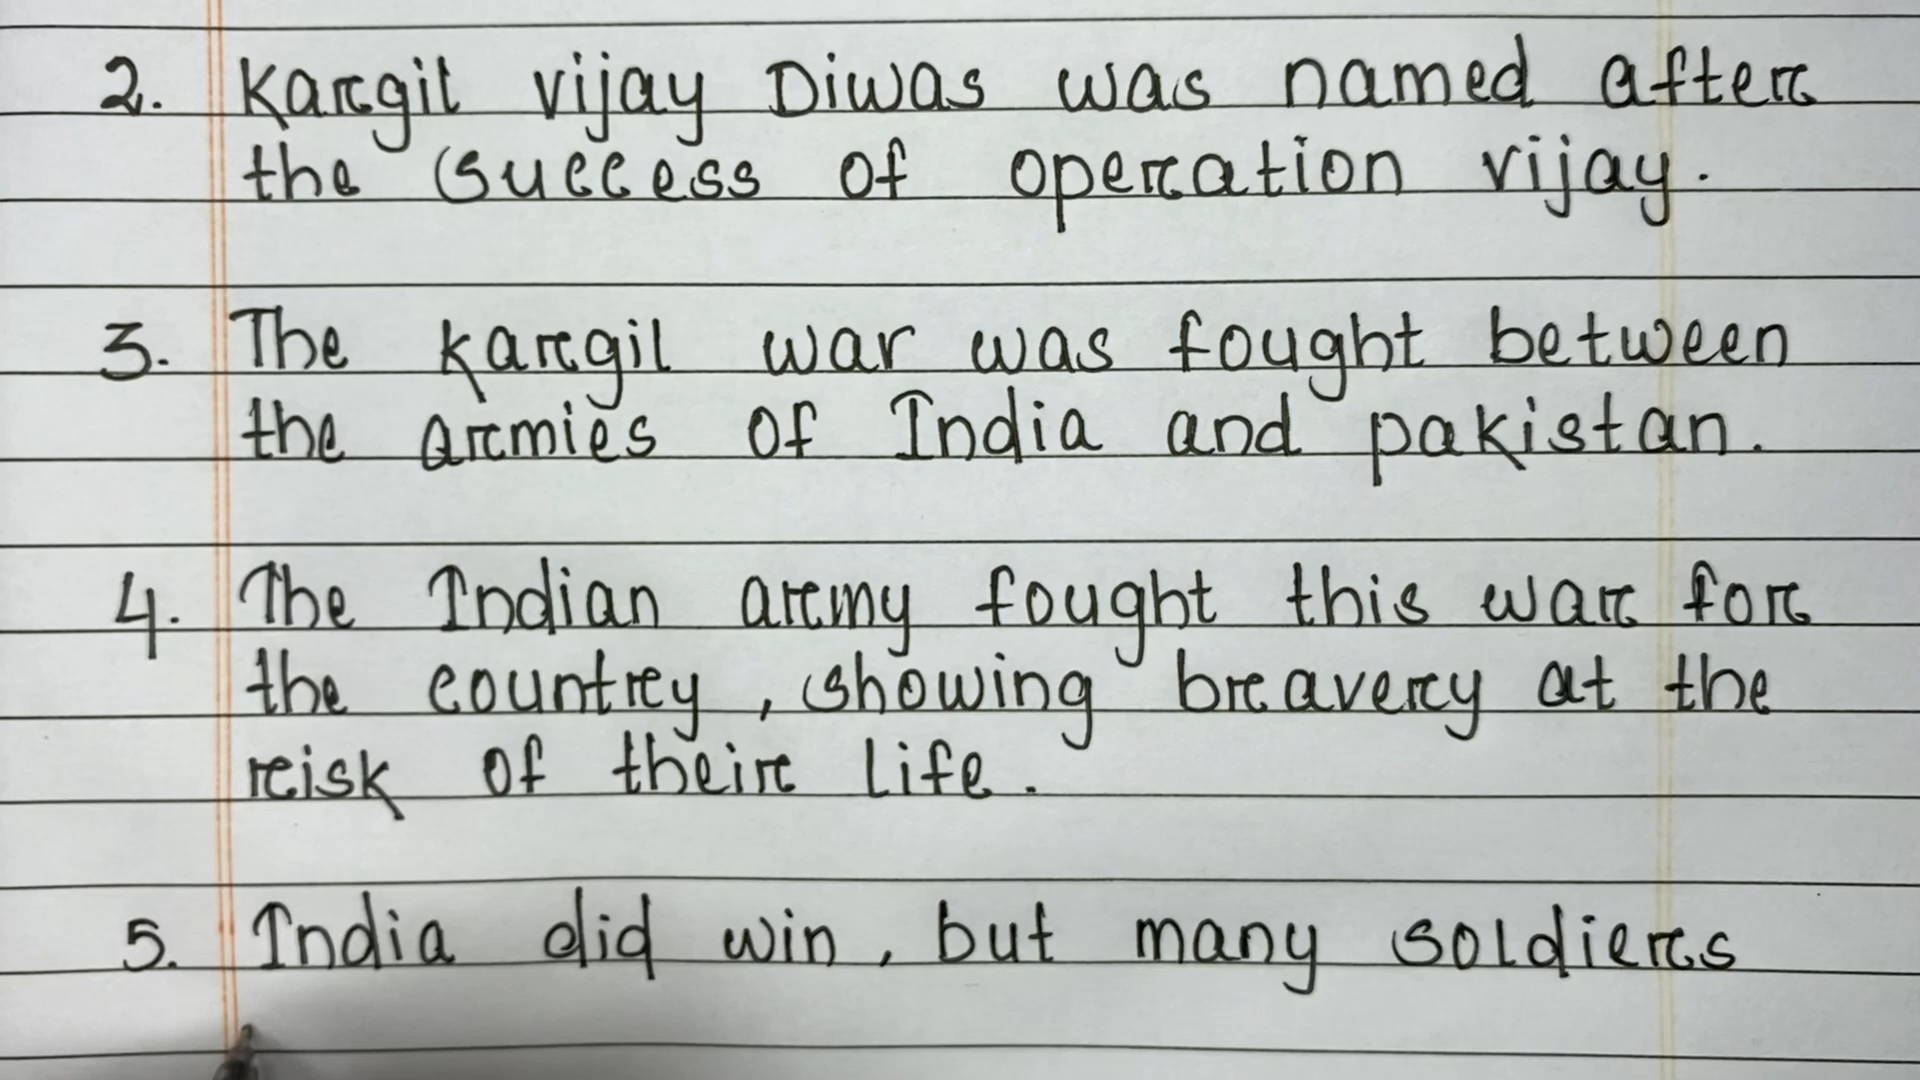 2. Kargil vijay Diwas was named after
the success of operation vijay.
3. The kargil war was fought between
the armies of India and pakistan.
4. The Indian army fought this war for
the country, showing bravery at the
risk of their life.
5. India did win, but many soldiers